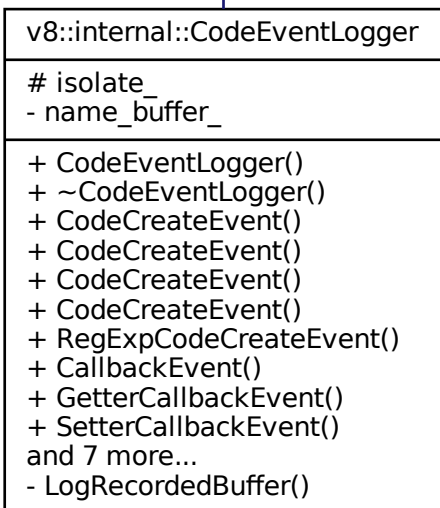 v8::internal::CodeEventLogger
# isolate_
- name_buffer_
+ CodeEventLogger()
+ ~CodeEventLogger()
+ CodeCreateEvent()
+ CodeCreateEvent()
+ CodeCreateEvent()
+ CodeCreateEvent()
+ RegExpCodeCreateEvent()
+ CallbackEvent()
+ GetterCallbackEvent()
+ SetterCallbackEvent()
and 7 more...
- LogRecordedBuffer()